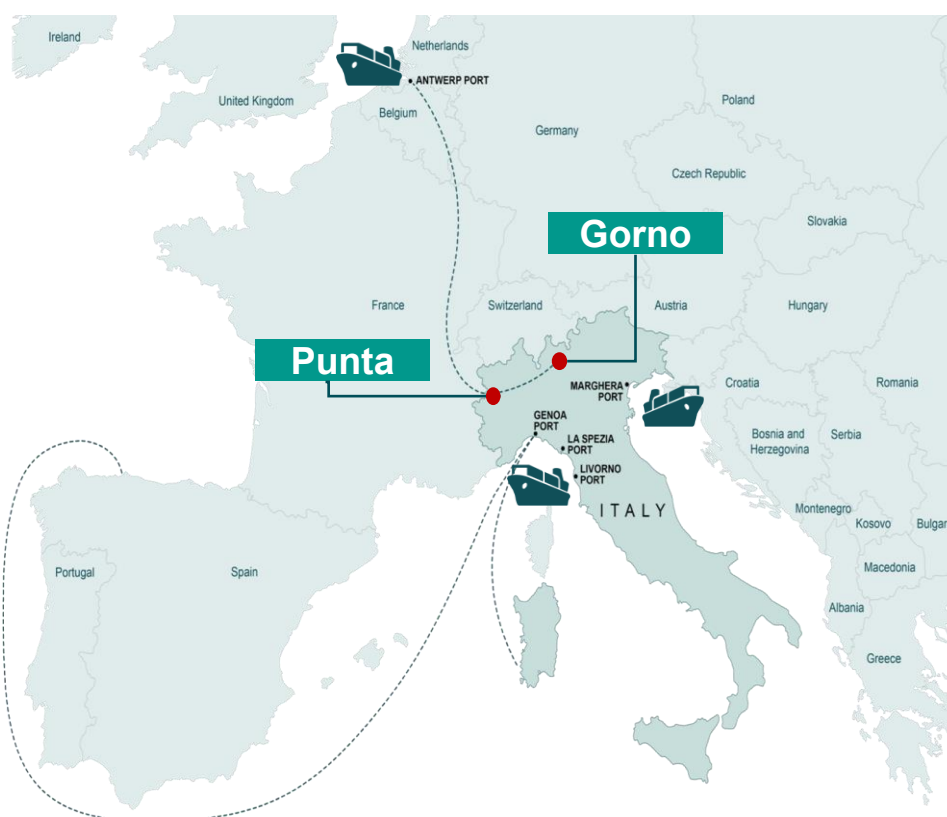 Ireland
Netherlands
ANTWERP PORT
United Kingdom
Belgium
Poland
Germany
Czech Republic
Slovakia
Gorno
France
Switzerland
Austria
Hungary
Punta
MARGHERA
PORT
Croatia
Romania
GENOA
PORT
LA SPEZIA
PORT
Bosnia and
Herzegovina
Serbia
LIVORNO
PORT
ITALY
Montenegro
Kosovo
Bulgar
Macedonia
Portugal
Spain
Albania
Greece